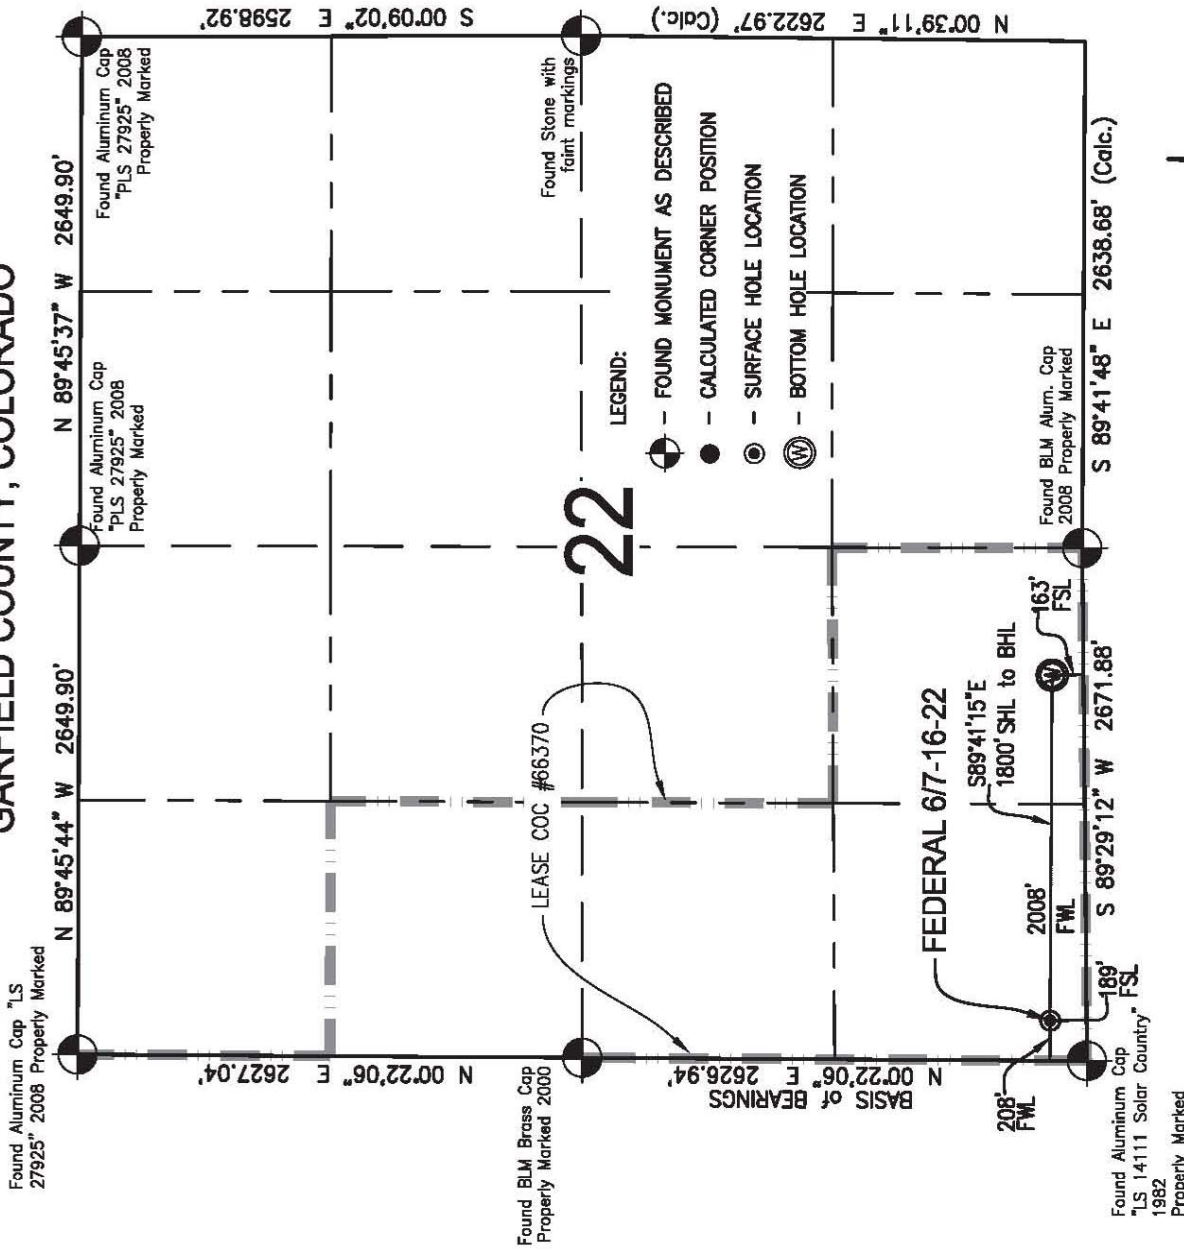 GARFIELD COUNTY, COLORADO
Found Aluminum Cap "LS
27925" 2008 Properly Marked
N 89°45'44" W 2649.90'
N 89°45'37" W 2649.90'
Found Aluminum Cap
"PLS 27925" 2008
Properly Marked
Found Aluminum Cap
"PLS 27925" 2008
Properly Marked
N 00°22'06" E 2627.04'
S 00°09'02" E 2598.92'
Found BLM Brass Cap
Properly Marked 2000
LEASE COC #66370
22
Found Stone with
faint markings
LEGEND:
- FOUND MONUMENT AS DESCRIBED
- CALCULATED CORNER POSITION
- SURFACE HOLE LOCATION
W - BOTTOM HOLE LOCATION
N 00°22'06" E 2626.94'
BASIS of BEARINGS
N 00°39'11" E 2622.97' (Calc.)
FEDERAL 6/7-16-22
S89°41'15"E
1800' SHL to BHL
208'
FWL
2008'
FWL
W
189'
FSL
163'
FSL
Found BLM Alum. Cap
2008 Properly Marked
S 89°29'12" W 2671.88'
S 89°41'48" E 2638.68' (Calc.)
Found Aluminum Cap
"LS 14111 Solar Country"
1982
Properly Marked